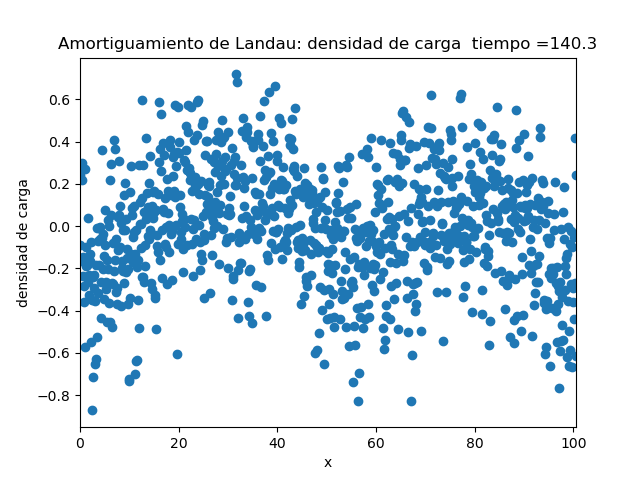 Amortiguamiento de Landau: densidad de carga  tiempo =140.3
densidad de carga
0.6
0.4
0.2
0.0
−0.2
−0.4
−0.6
−0.8
0 20 40 60 80 100
x